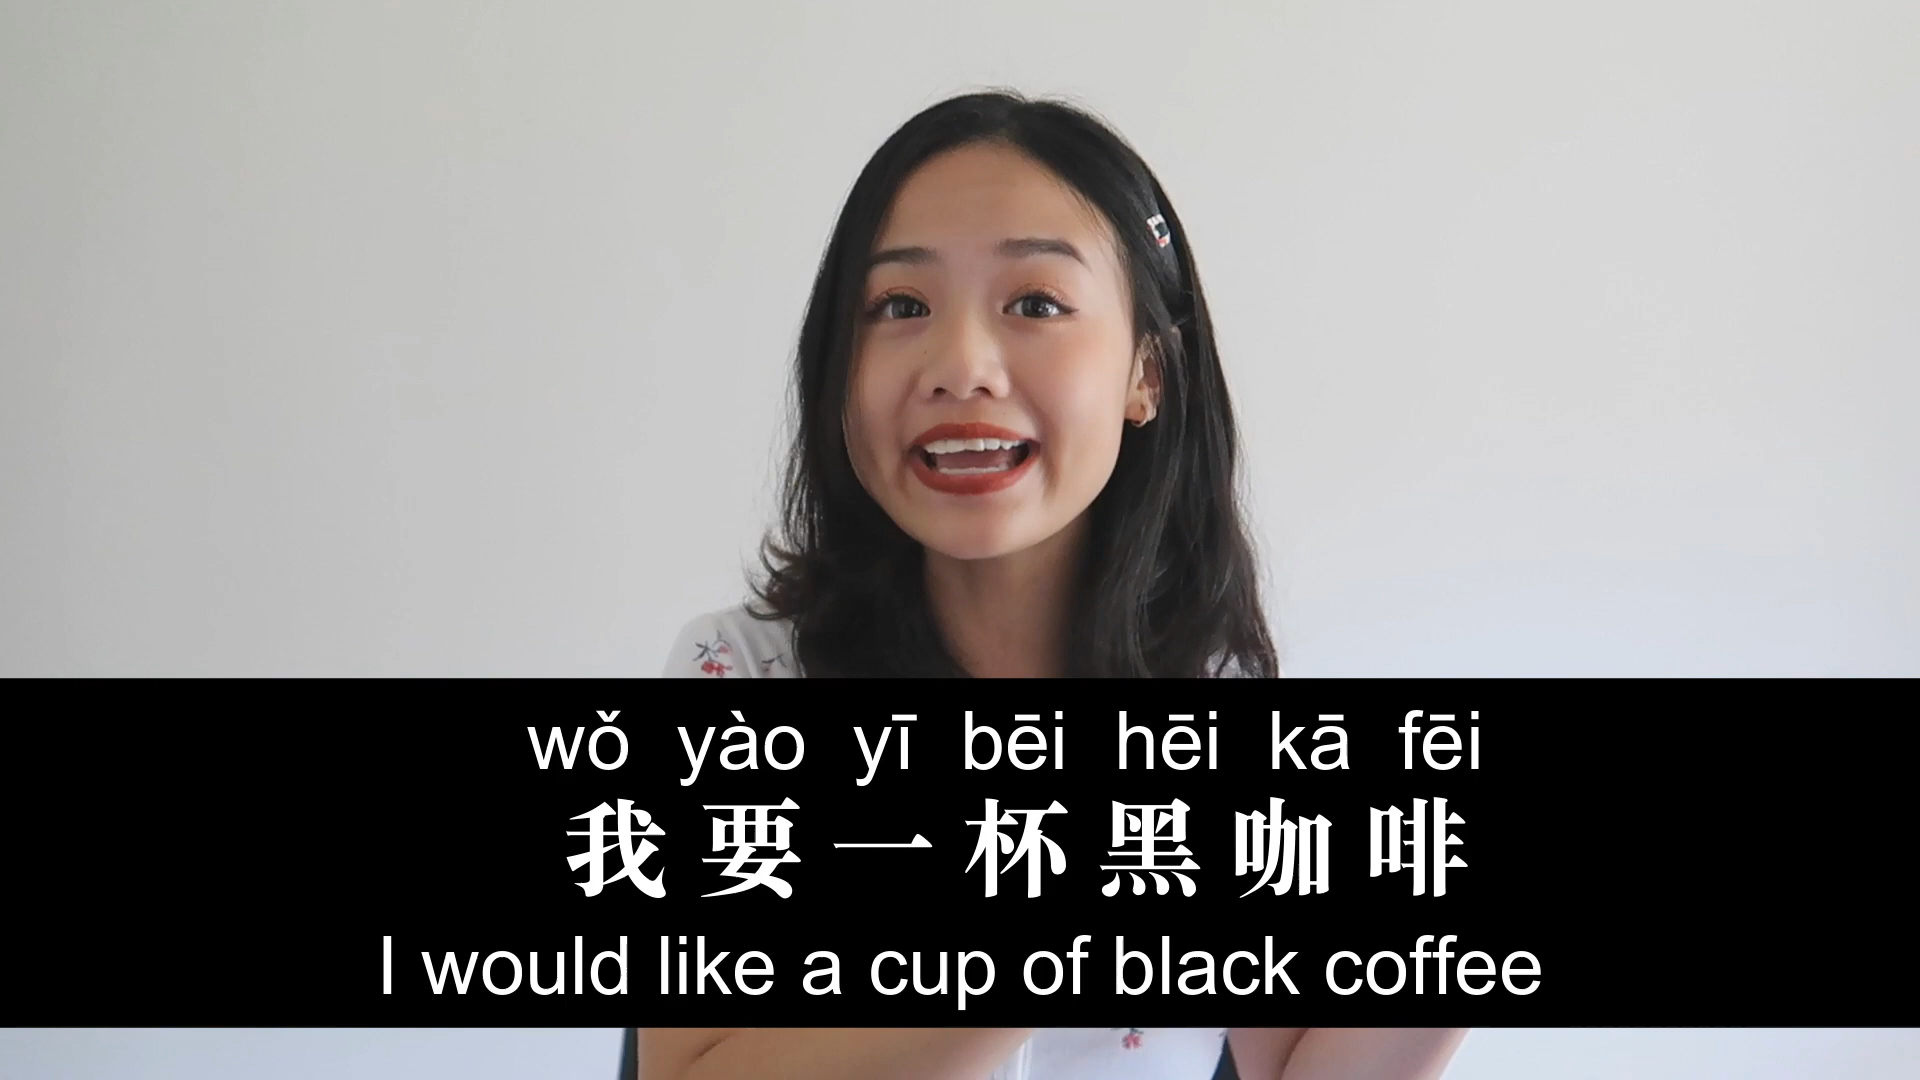 wǒ yào yī bēi hēi kā fēi
我要一杯黑咖啡
I would like a cup of black coffee